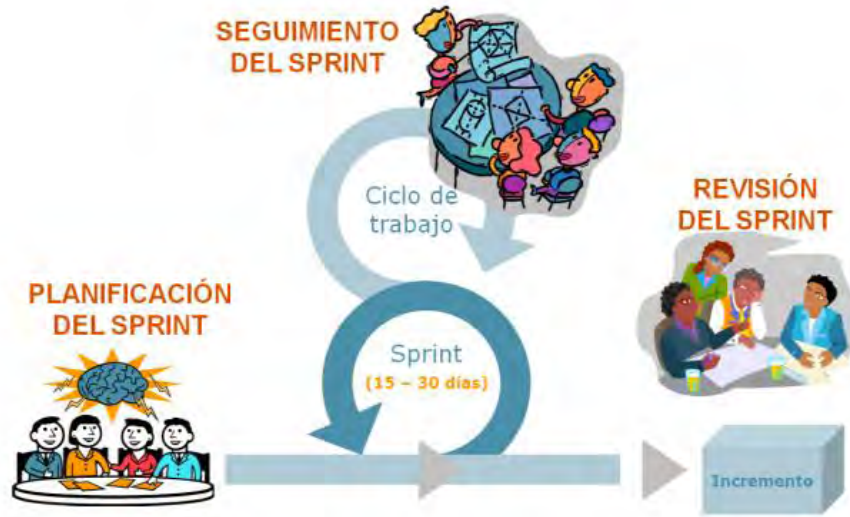 SEGUIMIENTO
DEL SPRINT
Ciclo de
trabajo
REVISIÓN
DEL SPRINT
PLANIFICACIÓN
DEL SPRINT
Sprint
(15 – 30 días)
Incremento